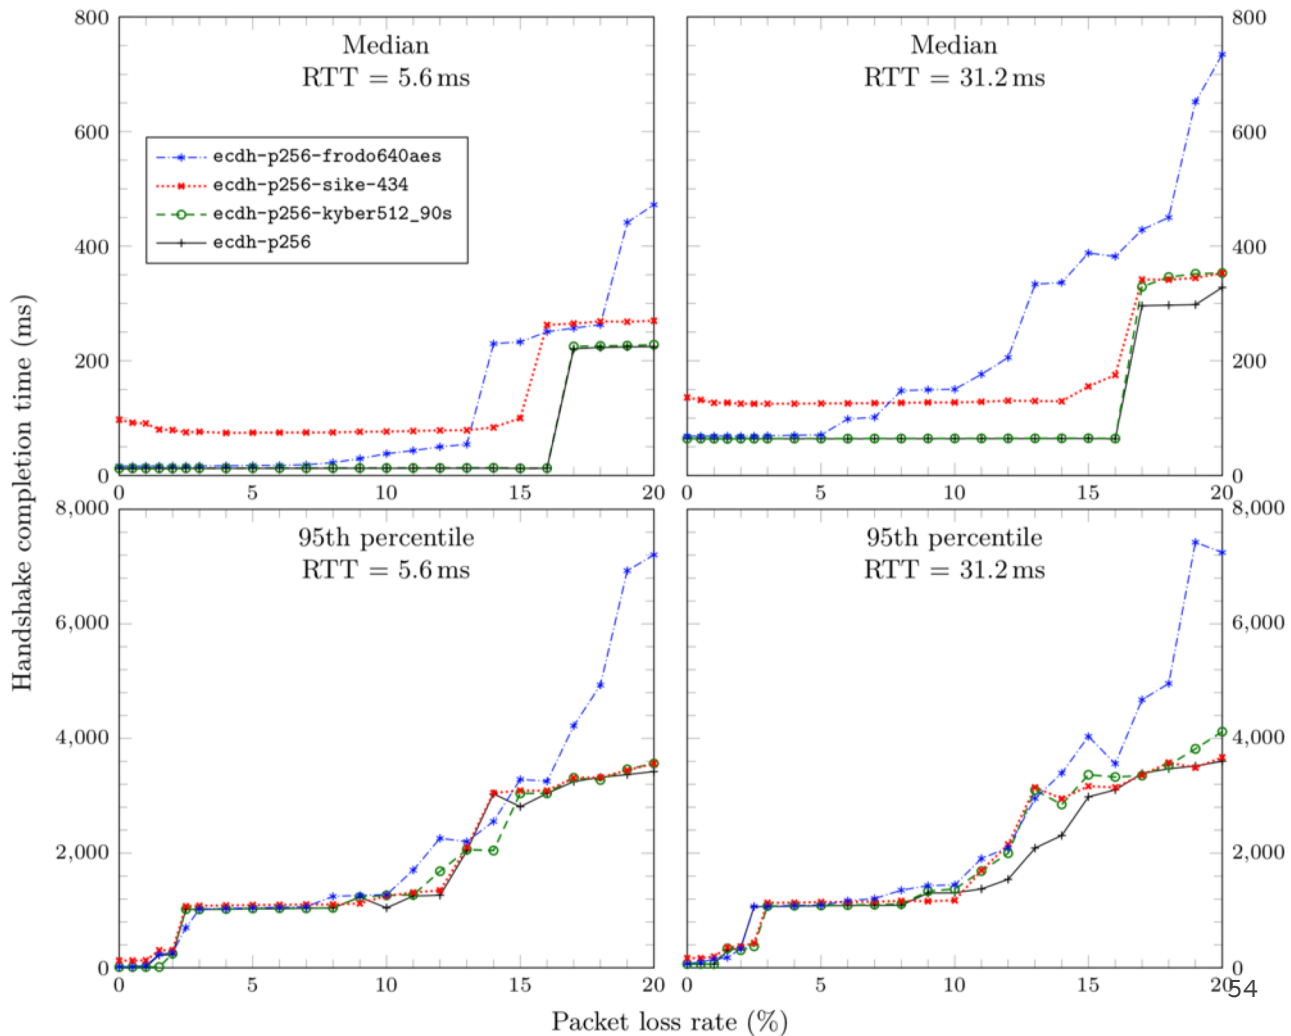 800
600
400
200
0
Median
RTT = 5.6 ms
ecdh-p256-frodo640aes
ecdh-p256-sike-434
ecdh-p256-kyber512_90s
ecdh-p256
0 5 10 15 20
Median
RTT = 31.2 ms
800
600
400
200
0
0 5 10 15 20
Handshake completion time (ms)
8,000
6,000
4,000
2,000
0
95th percentile
RTT = 5.6 ms
0 5 10 15 20
95th percentile
RTT = 31.2 ms
8,000
6,000
4,000
2,000
0
0 5 10 15 20
54
Packet loss rate (%)